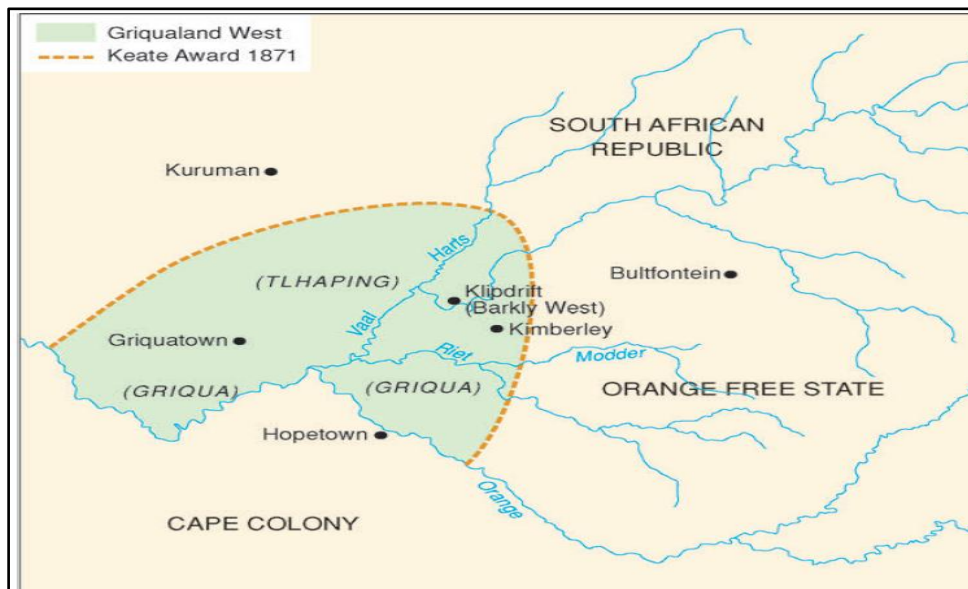 Griqualand West
Keate Award 1871
SOUTH AFRICAN
REPUBLIC
Kuruman
Harts
(TLHAPING)
Bultfontein
Klipdrift
(Barkly West)
Vaal
Kimberley
Griquatown
Riet
Modder
(GRIQUA)
(GRIQUA)
ORANGE FREE STATE
Hopetown
Orange
CAPE COLONY